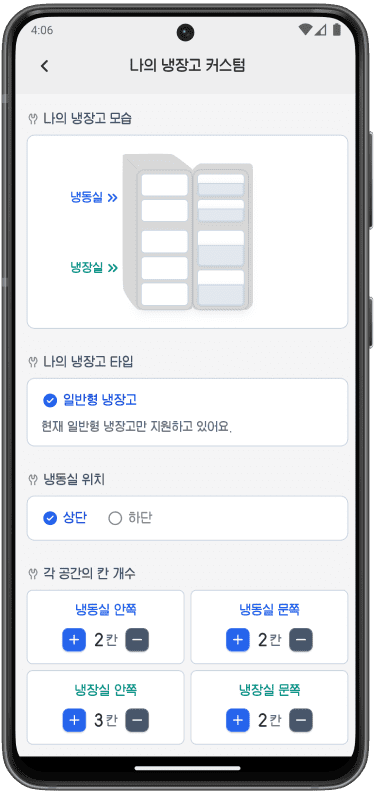 4:06
나의 냉장고 커스텀
나의 냉장고 모습
냉동실 »
냉장실 »
나의 냉장고 타입
일반형 냉장고
현재 일반형 냉장고만 지원하고 있어요.
냉동실 위치
상단 하단
각 공간의 칸 개수
냉동실 안쪽 냉동실 문쪽
+ 2칸 − + 2칸 −
냉장실 안쪽 냉장실 문쪽
+ 3칸 − + 2칸 −